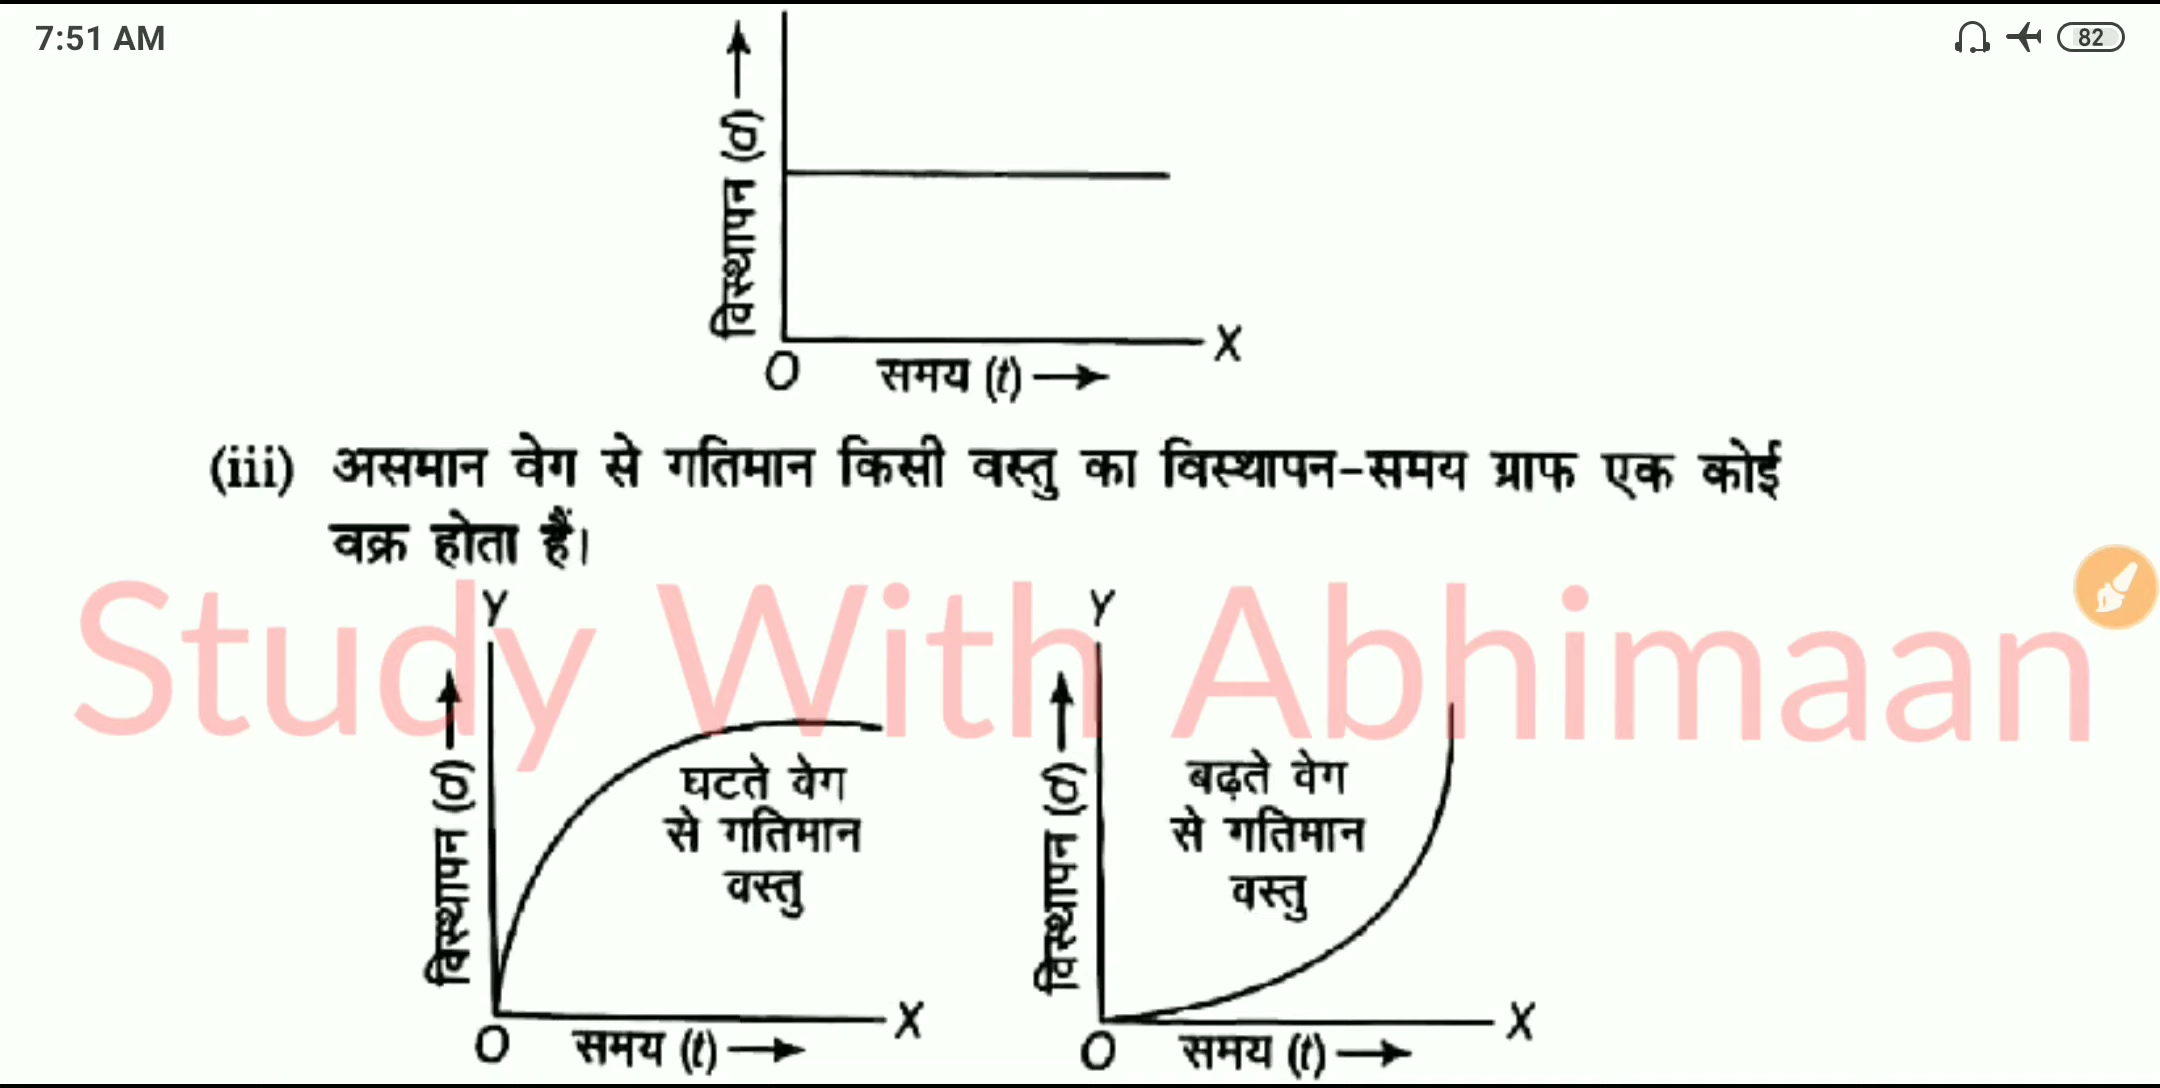 7:51 AM
82
विस्थापन (d)
X
O
समय (t)
(iii) असमान वेग से गतिमान किसी वस्तु का विस्थापन-समय ग्राफ एक कोई
वक्र होता हैं।
Study With Abhimaan
Y
विस्थापन (d)
घटते वेग
से गतिमान
वस्तु
X
O
समय (t)
Y
विस्थापन (d)
बढ़ते वेग
से गतिमान
वस्तु
X
O
समय (t)